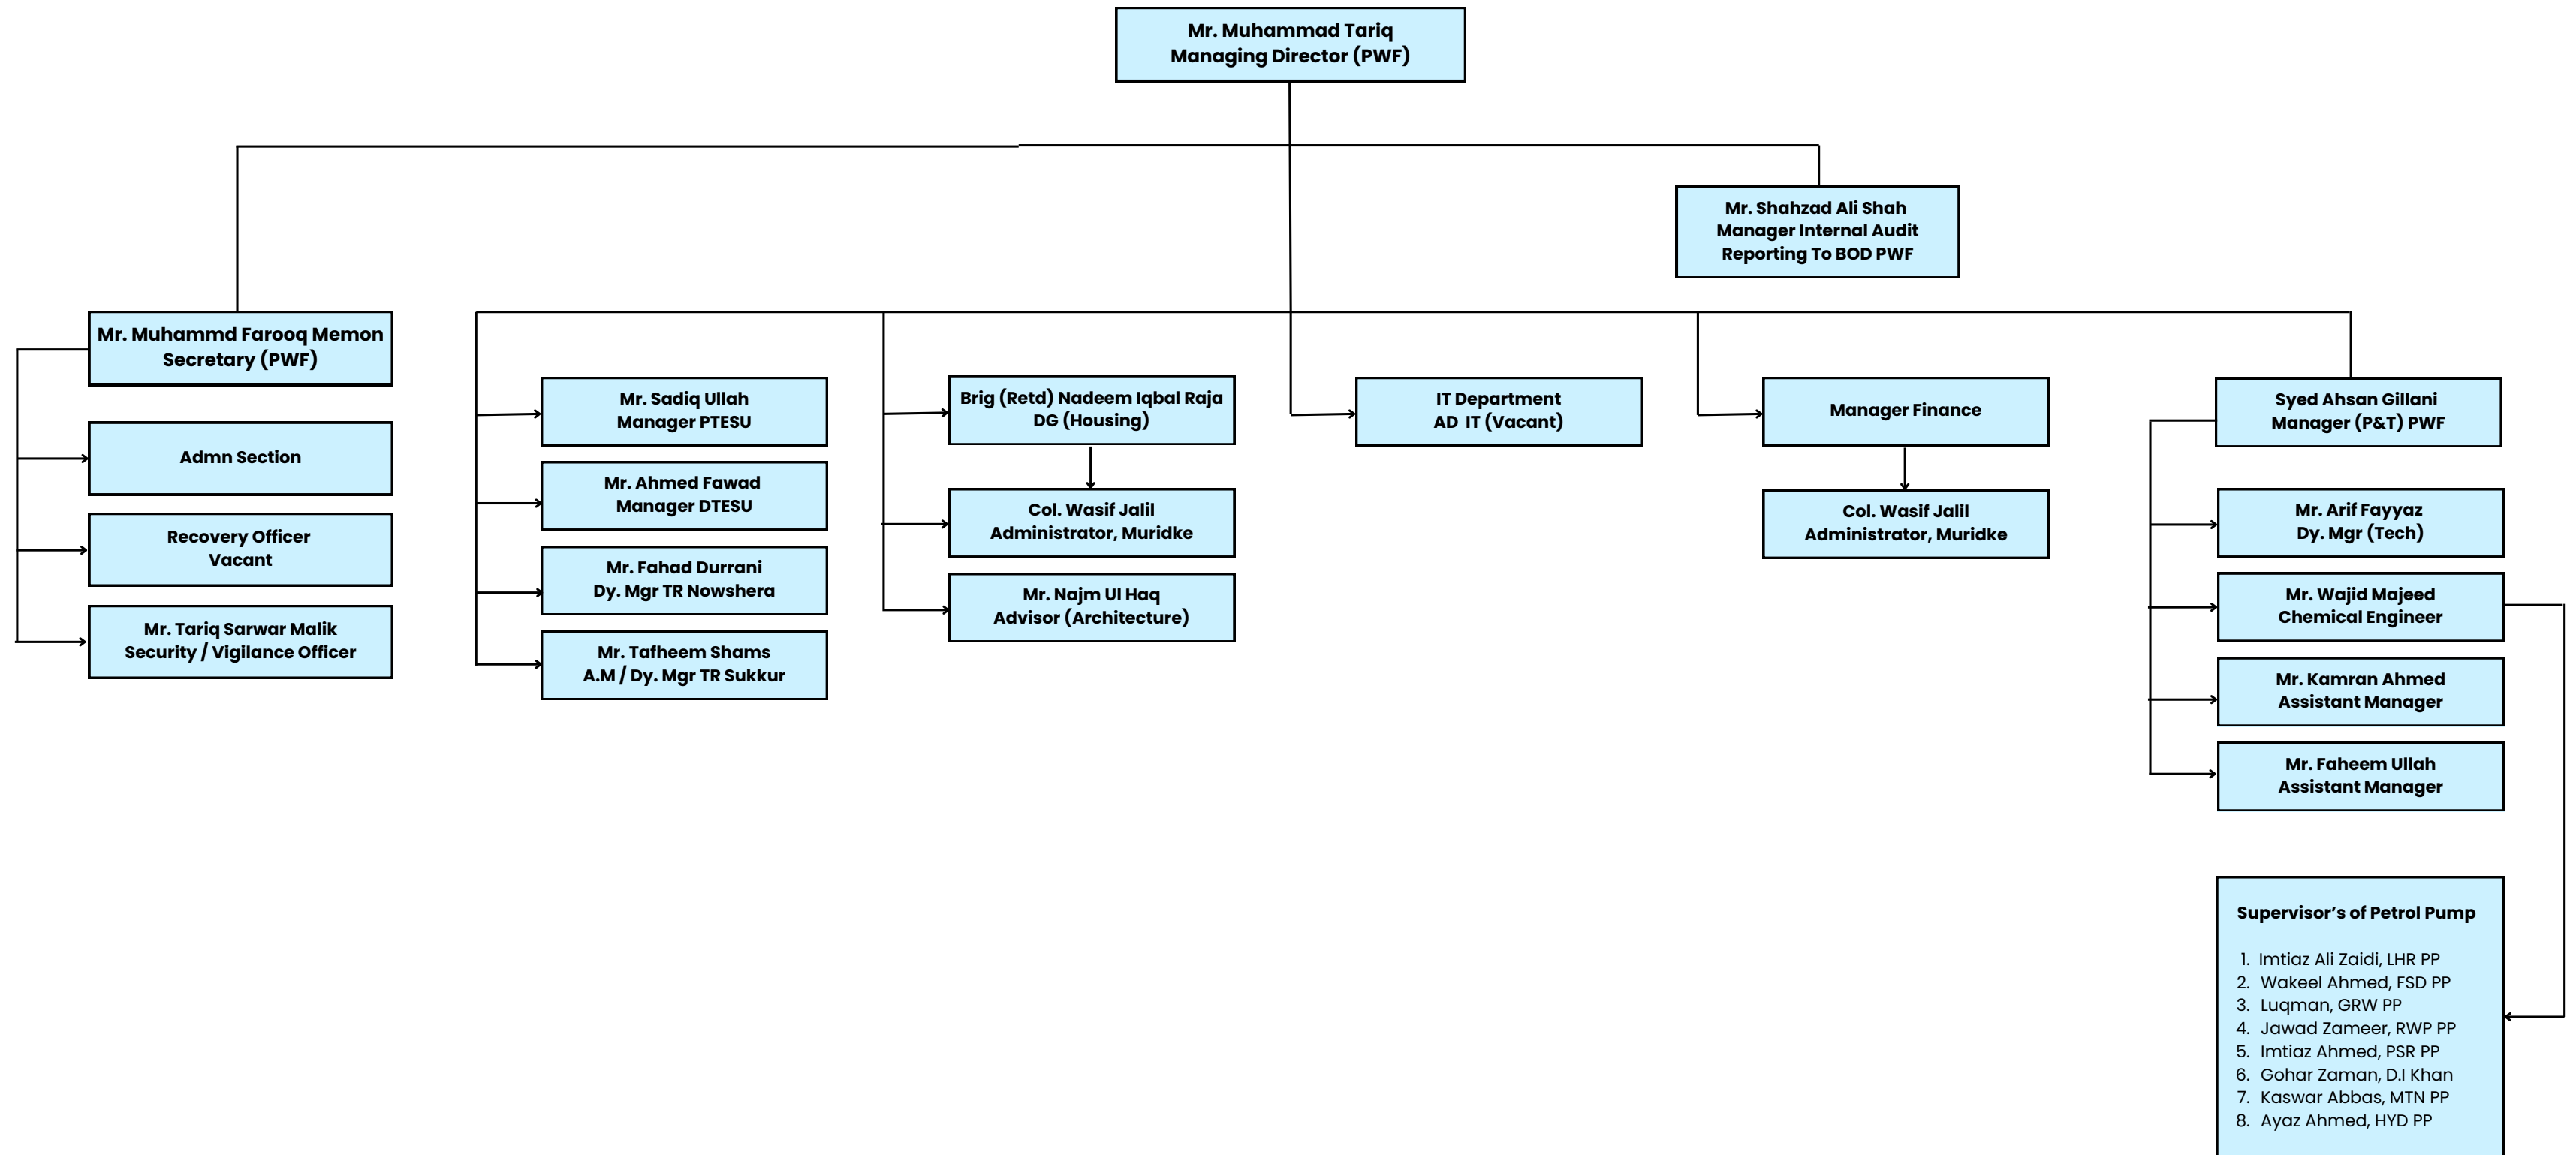 Mr. Muhammad Tariq
Managing Director (PWF)
Mr. Shahzad Ali Shah
Manager Internal Audit
Reporting To BOD PWF
Mr. Muhammd Farooq Memon
Secretary (PWF)
Admn Section
Recovery Officer
Vacant
Mr. Tariq Sarwar Malik
Security / Vigilance Officer
Mr. Sadiq Ullah
Manager PTESU
Mr. Ahmed Fawad
Manager DTESU
Mr. Fahad Durrani
Dy. Mgr TR Nowshera
Mr. Tafheem Shams
A.M / Dy. Mgr TR Sukkur
Brig (Retd) Nadeem Iqbal Raja
DG (Housing)
Col. Wasif Jalil
Administrator, Muridke
Mr. Najm Ul Haq
Advisor (Architecture)
IT Department
AD IT (Vacant)
Manager Finance
Col. Wasif Jalil
Administrator, Muridke
Syed Ahsan Gillani
Manager (P&T) PWF
Mr. Arif Fayyaz
Dy. Mgr (Tech)
Mr. Wajid Majeed
Chemical Engineer
Mr. Kamran Ahmed
Assistant Manager
Mr. Faheem Ullah
Assistant Manager
Supervisor’s of Petrol Pump
1. Imtiaz Ali Zaidi, LHR PP
2. Wakeel Ahmed, FSD PP
3. Luqman, GRW PP
4. Jawad Zameer, RWP PP
5. Imtiaz Ahmed, PSR PP
6. Gohar Zaman, D.I Khan
7. Kaswar Abbas, MTN PP
8. Ayaz Ahmed, HYD PP